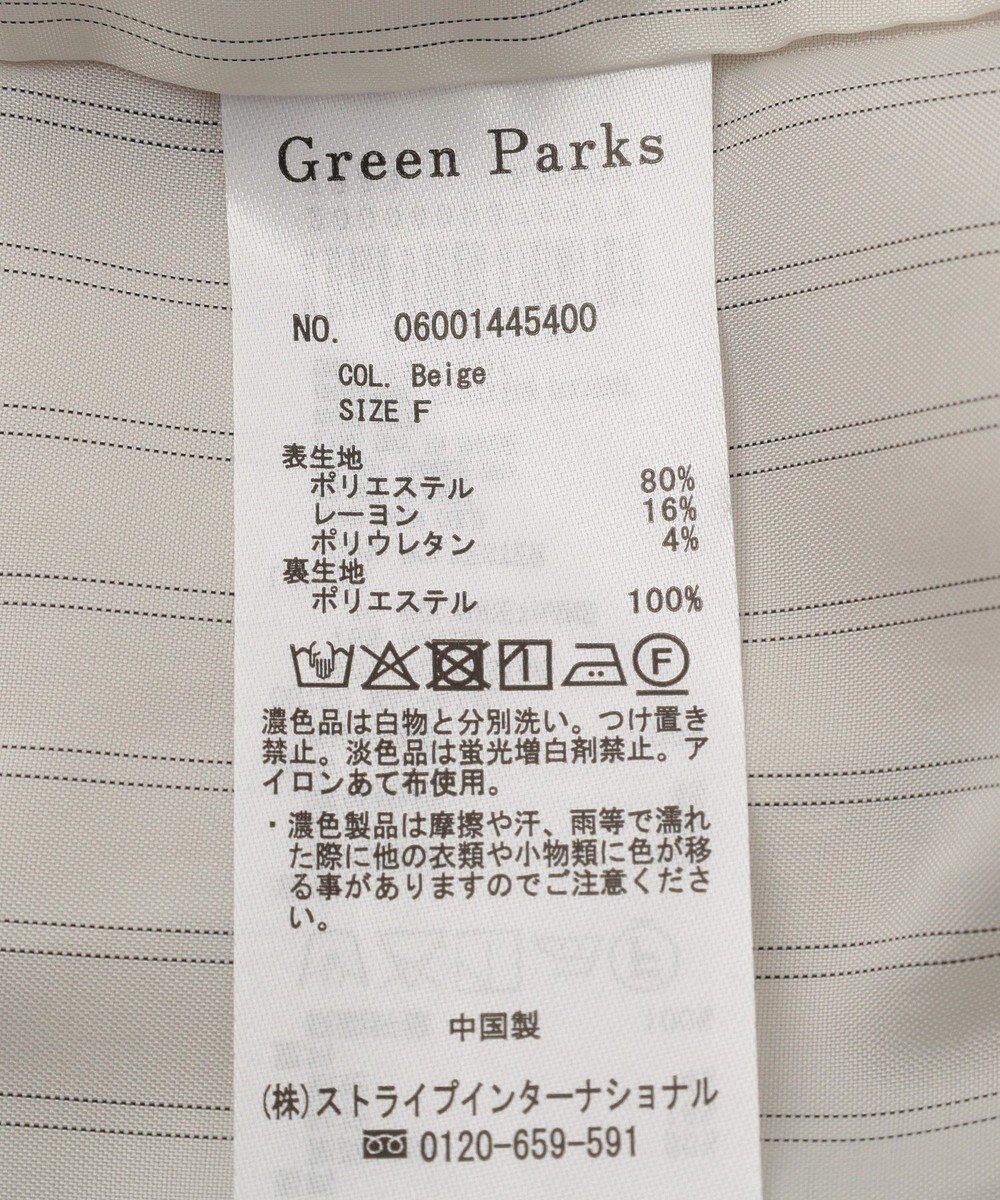 Green Parks
NO. 06001445400
COL. Beige
SIZE F
表生地
ポリエステル 80%
レーヨン 16%
ポリウレタン 4%
裏生地
ポリエステル 100%
F
濃色品は白物と分別洗い。つけ置き
禁止。淡色品は蛍光増白剤禁止。ア
イロンあて布使用。
・濃色製品は摩擦や汗、雨等で濡れ
た際に他の衣類や小物類に色が移
る事がありますのでご注意くださ
い。
中国製
(株)ストライプインターナショナル
0120-659-591